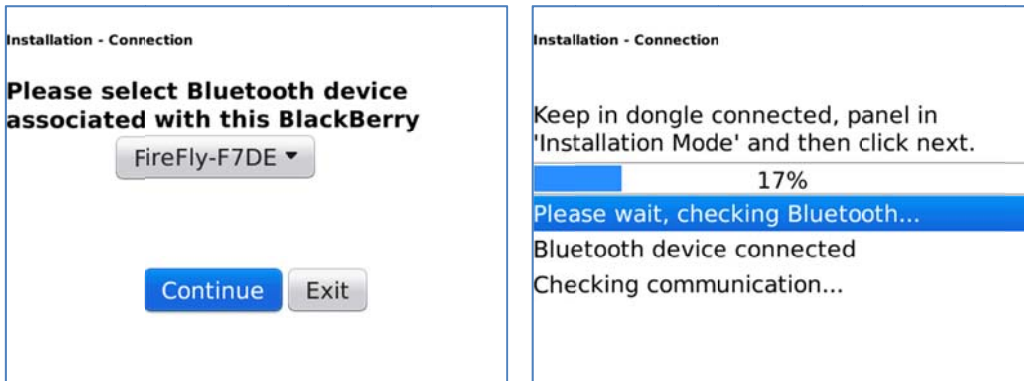 Installation - Connection
Please select Bluetooth device
associated with this BlackBerry
FireFly-F7DE
Continue
Exit
Installation - Connection
Keep in dongle connected, panel in
'Installation Mode' and then click next.
17%
Please wait, checking Bluetooth...
Bluetooth device connected
Checking communication...